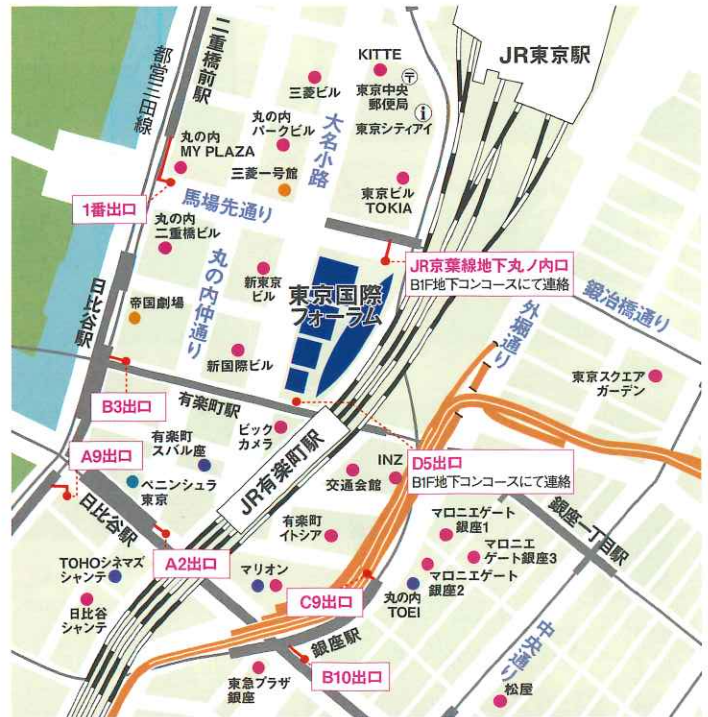 二重橋前駅
都営三田線
三菱ビル
KITTE
東京中央
郵便局
JR東京駅
丸の内
パークビル
大名小路
東京シティアイ
丸の内
MY PLAZA
三菱一号館
東京ビル
TOKIA
1番出口
馬場先通り
丸の内
二重橋ビル
丸の内仲通り
新東京
ビル
東京国際
フォーラム
JR京葉線地下丸ノ内口
B1F地下コンコースにて連絡
鍛冶橋通り
外堀通り
日比谷駅
帝国劇場
新国際ビル
東京スクエア
ガーデン
B3出口
有楽町駅
有楽町
スバル座
ビック
カメラ
JR有楽町駅
A9出口
INZ
D5出口
B1F地下コンコースにて連絡
ペニンシュラ
東京
交通会館
日比谷駅
有楽町
イトシア
マロニエゲート
銀座1
銀座一丁目駅
A2出口
マロニエ
ゲート銀座3
TOHOシネマズ
シャンテ
マリオン
マロニエゲート
銀座2
C9出口
丸の内
TOEI
日比谷
シャンテ
銀座駅
中央通り
東急プラザ
銀座
B10出口
松屋